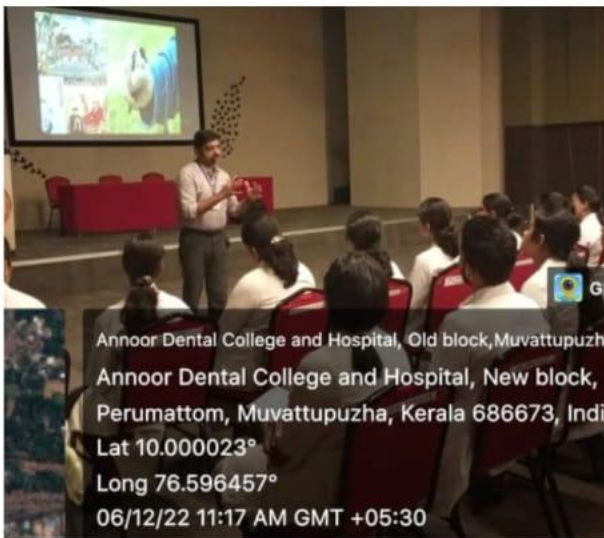 G
Annoor Dental College and Hospital, Old block,Muvattupuzh
Annoor Dental College and Hospital, New block,
Perumattom, Muvattupuzha, Kerala 686673, Indi
Lat 10.000023°
Long 76.596457°
06/12/22 11:17 AM GMT +05:30